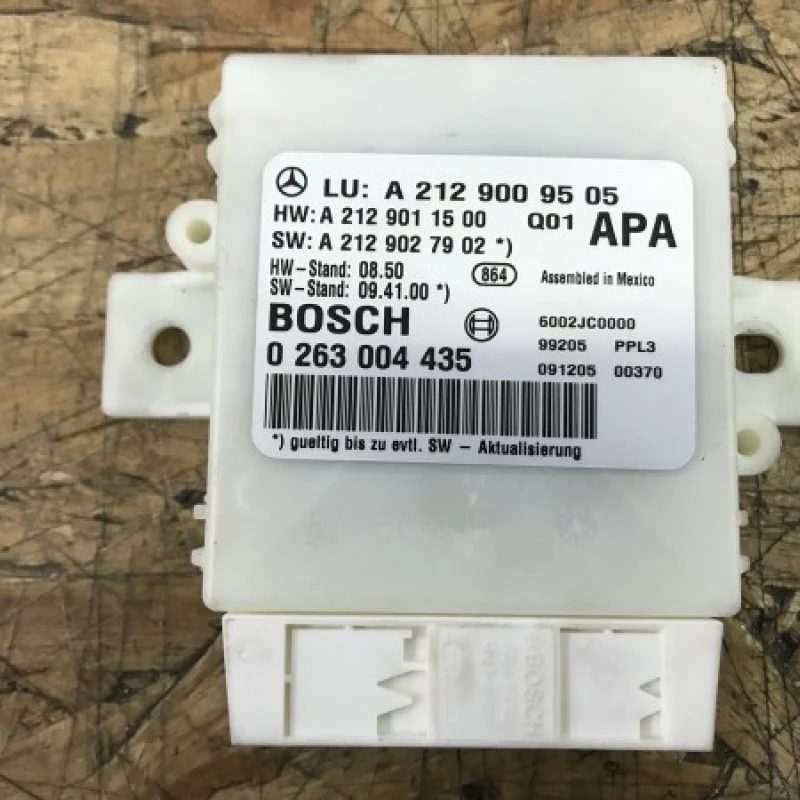 LU: A 212 900 95 05
HW: A 212 901 15 00 Q01 APA
SW: A 212 902 79 02 *)
HW-Stand: 08.50 864 Assembled in Mexico
SW-Stand: 09.41.00 *)
BOSCH 6002JC0000
0 263 004 435 99205 PPL3
091205 00370
*) gueltig bis zu evtl. SW - Aktualisierung
BOSCH